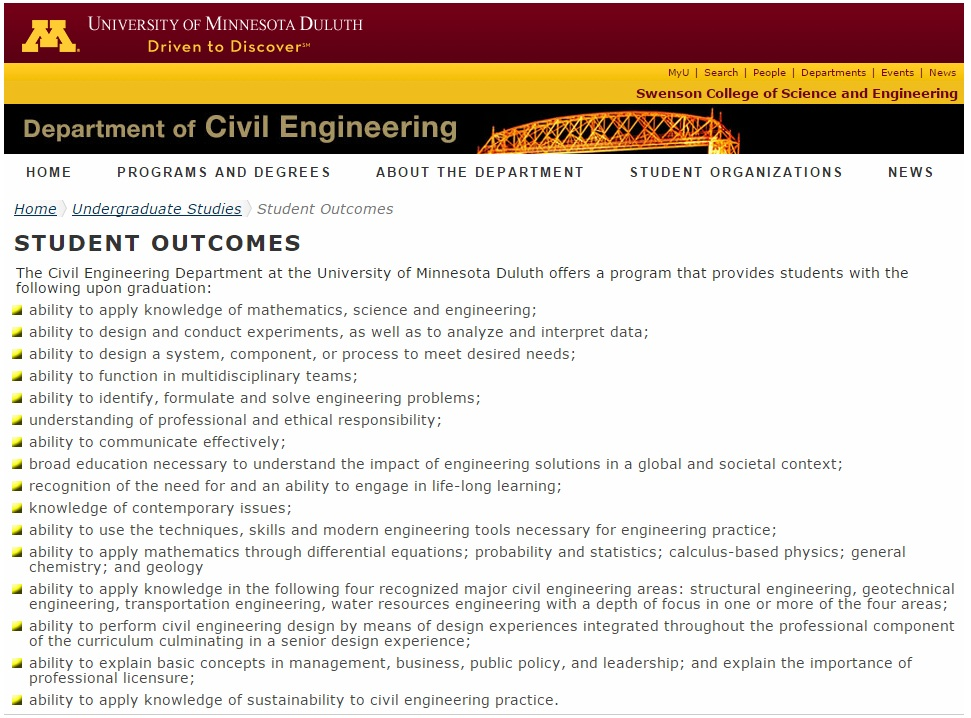 UNIVERSITY OF MINNESOTA DULUTH
Driven to Discover℠
MyU | Search | People | Departments | Events | News
Swenson College of Science and Engineering
Department of Civil Engineering
HOME PROGRAMS AND DEGREES ABOUT THE DEPARTMENT STUDENT ORGANIZATIONS NEWS
Home Undergraduate Studies Student Outcomes
STUDENT OUTCOMES
The Civil Engineering Department at the University of Minnesota Duluth offers a program that provides students with the
following upon graduation:
ability to apply knowledge of mathematics, science and engineering;
ability to design and conduct experiments, as well as to analyze and interpret data;
ability to design a system, component, or process to meet desired needs;
ability to function in multidisciplinary teams;
ability to identify, formulate and solve engineering problems;
understanding of professional and ethical responsibility;
ability to communicate effectively;
broad education necessary to understand the impact of engineering solutions in a global and societal context;
recognition of the need for and an ability to engage in life-long learning;
knowledge of contemporary issues;
ability to use the techniques, skills and modern engineering tools necessary for engineering practice;
ability to apply mathematics through differential equations; probability and statistics; calculus-based physics; general
chemistry; and geology
ability to apply knowledge in the following four recognized major civil engineering areas: structural engineering, geotechnical
engineering, transportation engineering, water resources engineering with a depth of focus in one or more of the four areas;
ability to perform civil engineering design by means of design experiences integrated throughout the professional component
of the curriculum culminating in a senior design experience;
ability to explain basic concepts in management, business, public policy, and leadership; and explain the importance of
professional licensure;
ability to apply knowledge of sustainability to civil engineering practice.